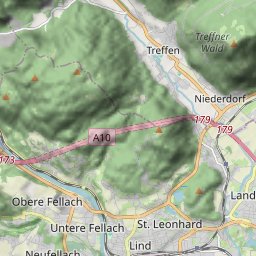 Treffner
Wald
Treffen
Niederdorf
179
179
A10
173
Obere Fellach
Land
St. Leonhard
Untere Fellach
Lind
Neufellach